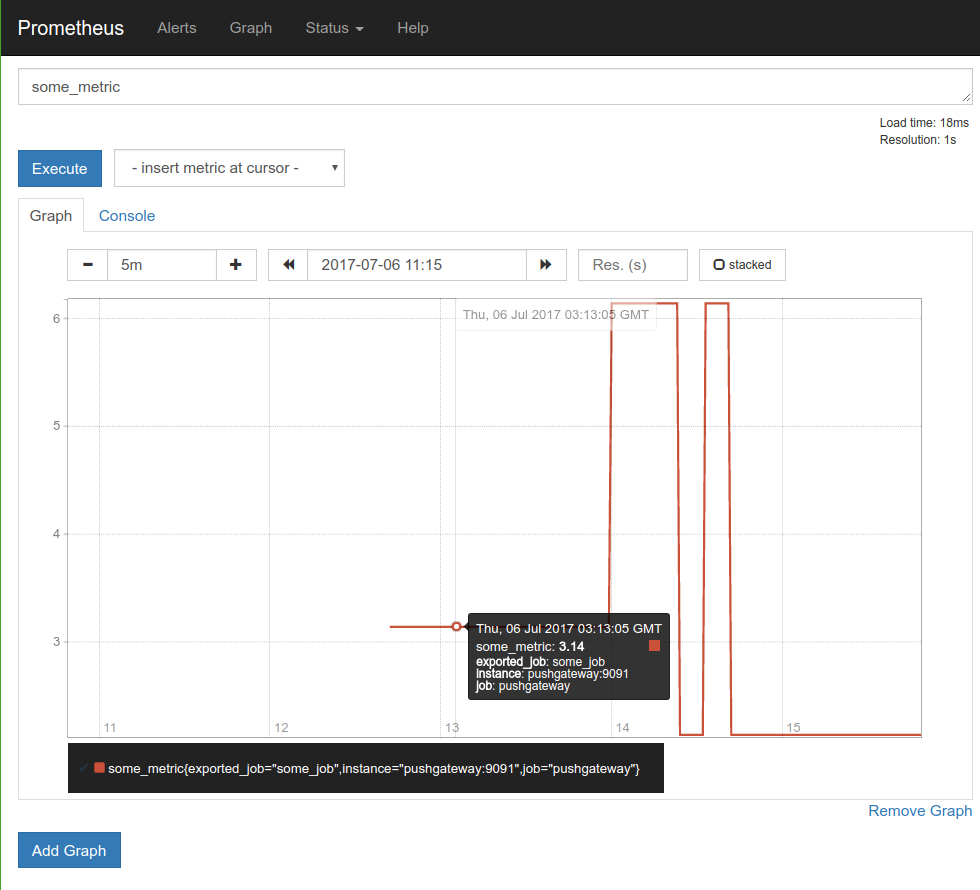 Prometheus Alerts Graph Status Help
some_metric
Load time: 18ms
Resolution: 1s
Execute - insert metric at cursor -
Graph Console
5m 2017-07-06 11:15 Res. (s) stacked
Thu, 06 Jul 2017 03:13:05 GMT
6
5
4
3
Thu, 06 Jul 2017 03:13:05 GMT
some_metric: 3.14
exported_job: some_job
instance: pushgateway:9091
job: pushgateway
11 12 13 14 15
some_metric{exported_job="some_job",instance="pushgateway:9091",job="pushgateway"}
Remove Graph
Add Graph